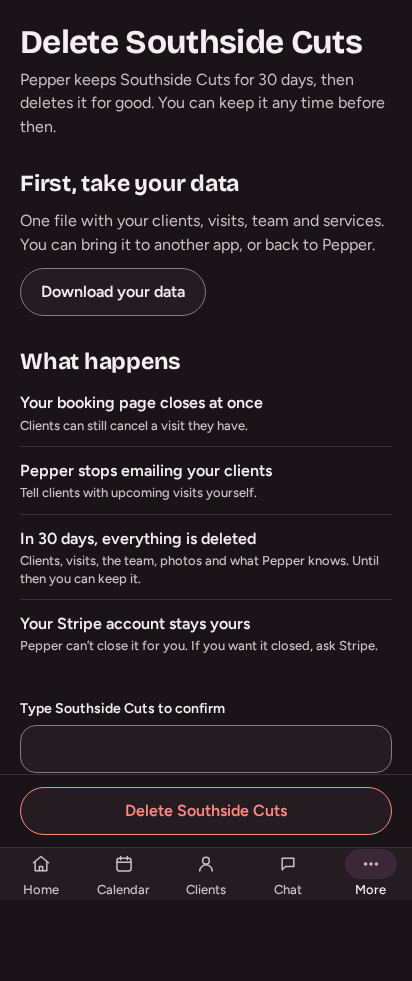 Delete Southside Cuts
Pepper keeps Southside Cuts for 30 days, then
deletes it for good. You can keep it any time before
then.
First, take your data
One file with your clients, visits, team and services.
You can bring it to another app, or back to Pepper.
Download your data
What happens
Your booking page closes at once
Clients can still cancel a visit they have.
Pepper stops emailing your clients
Tell clients with upcoming visits yourself.
In 30 days, everything is deleted
Clients, visits, the team, photos and what Pepper knows. Until
then you can keep it.
Your Stripe account stays yours
Pepper can’t close it for you. If you want it closed, ask Stripe.
Type Southside Cuts to confirm
Delete Southside Cuts
Home
Calendar
Clients
Chat
More